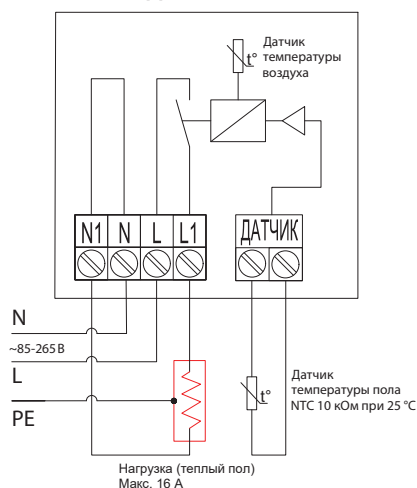 Датчик
температуры
воздуха
t°
N1 N L L1
ДАТЧИК
N
~85-265 В
L
PE
t°
Датчик
температуры пола
NTC 10 кОм при 25 °С
Нагрузка (теплый пол)
Макс. 16 А